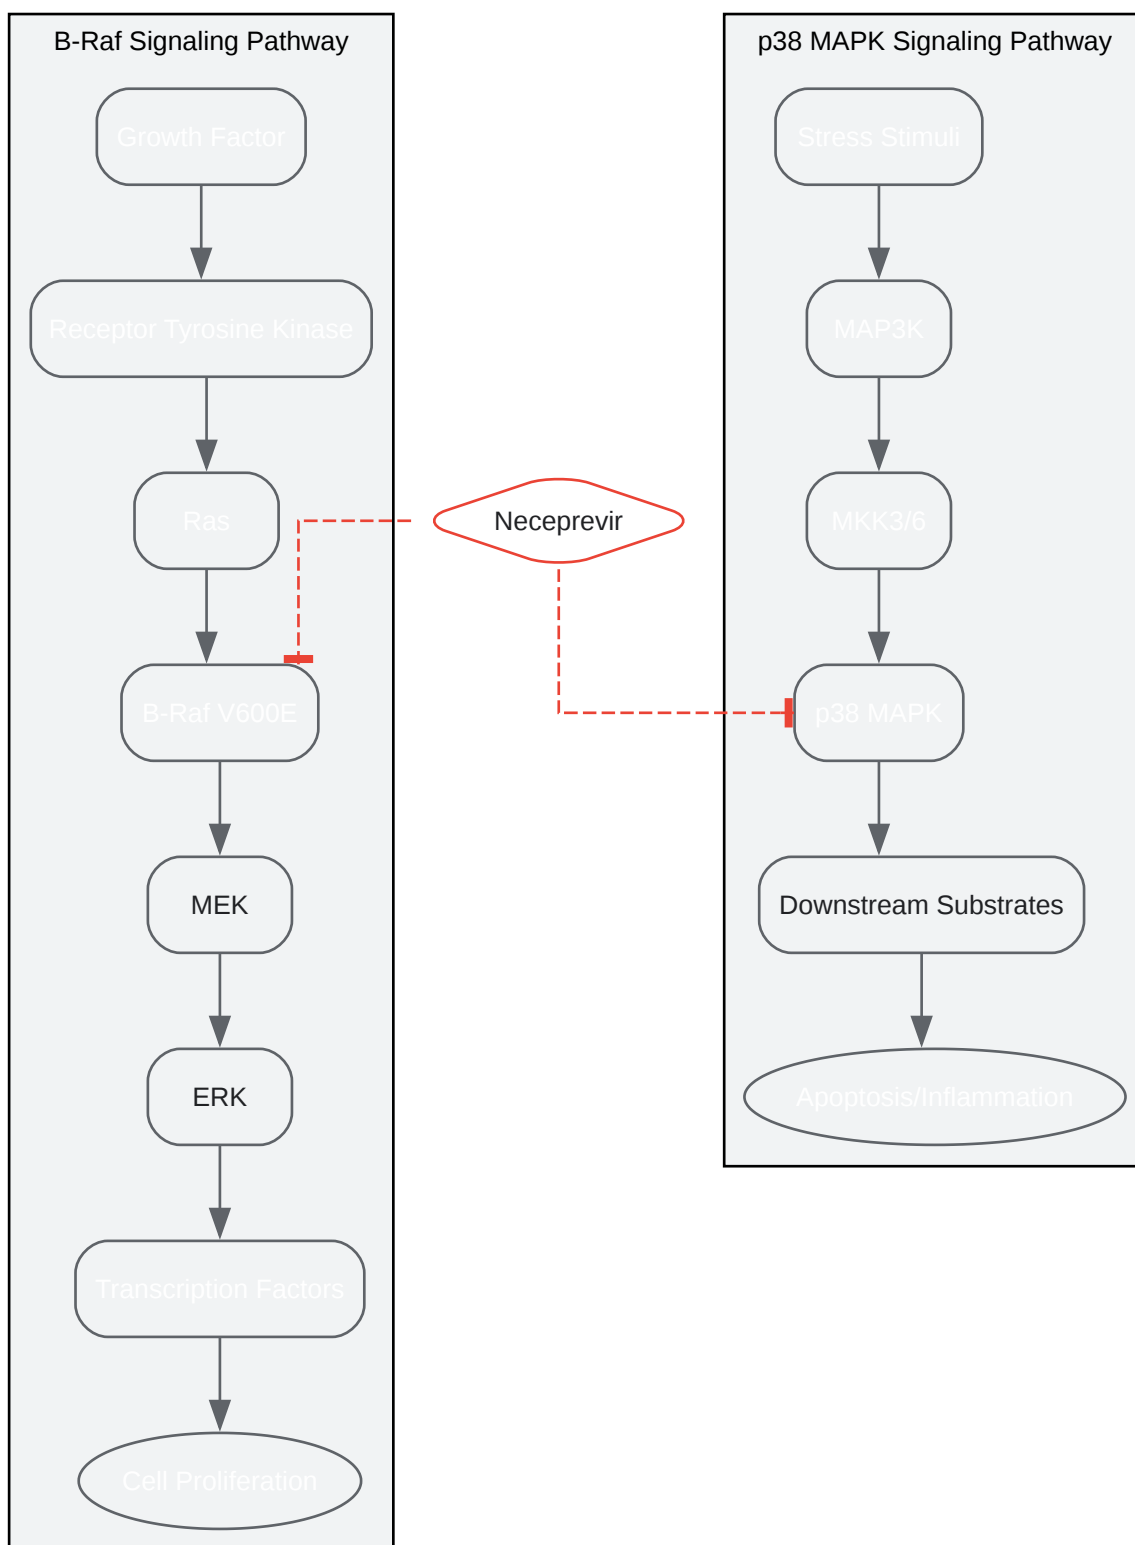 B-Raf Signaling Pathway
Growth Factor
Receptor Tyrosine Kinase
Ras
B-Raf V600E
MEK
ERK
Transcription Factors
Cell Proliferation
Neceprevir
p38 MAPK Signaling Pathway
Stress Stimuli
MAP3K
MKK3/6
p38 MAPK
Downstream Substrates
Apoptosis/Inflammation